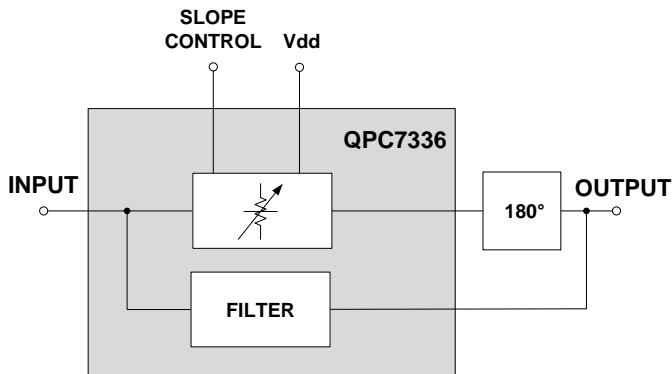 SLOPE
CONTROL
Vdd
QPC7336
INPUT
180°
OUTPUT
FILTER